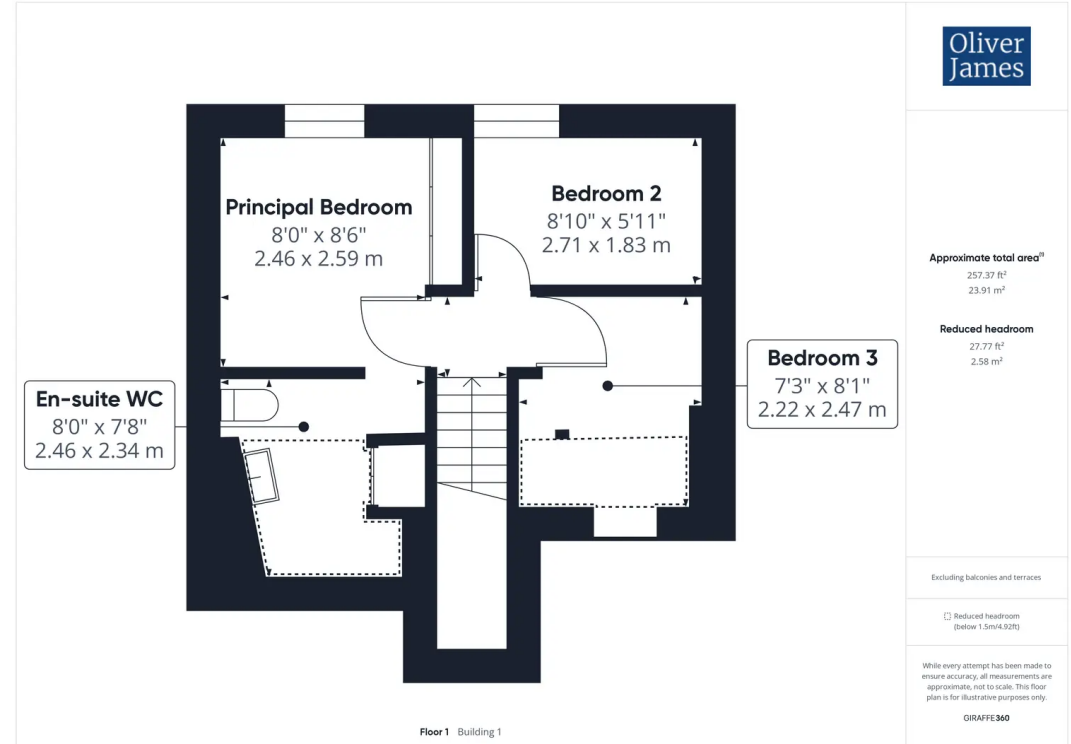 Oliver
James
Principal Bedroom
8'0" x 8'6"
2.46 x 2.59 m
Bedroom 2
8'10" x 5'11"
2.71 x 1.83 m
En-suite WC
8'0" x 7'8"
2.46 x 2.34 m
Bedroom 3
7'3" x 8'1"
2.22 x 2.47 m
Floor 1 Building 1
Approximate total area⁽¹⁾
257.37 ft²
23.91 m²
Reduced headroom
27.77 ft²
2.58 m²
Excluding balconies and terraces
Reduced headroom
(below 1.5m/4.92ft)
While every attempt has been made to
ensure accuracy, all measurements are
approximate, not to scale. This floor
plan is for illustrative purposes only.
GIRAFFE360